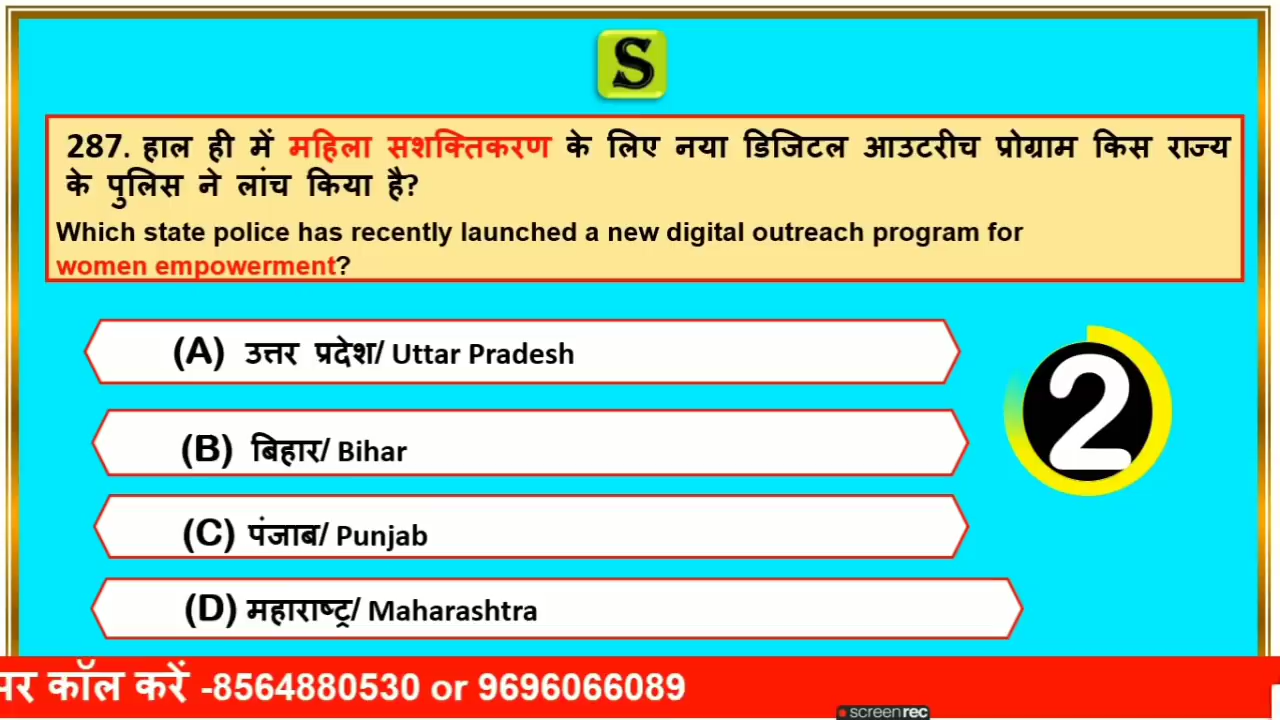 S
287. हाल ही में महिला सशक्तिकरण के लिए नया डिजिटल आउटरीच प्रोग्राम किस राज्य
के पुलिस ने लांच किया है?
Which state police has recently launched a new digital outreach program for
women empowerment?
(A) उत्तर प्रदेश/ Uttar Pradesh
2
(B) बिहार/ Bihar
(C) पंजाब/ Punjab
(D) महाराष्ट्र/ Maharashtra
कॉल करें -8564880530 or 9696066089
screenrec